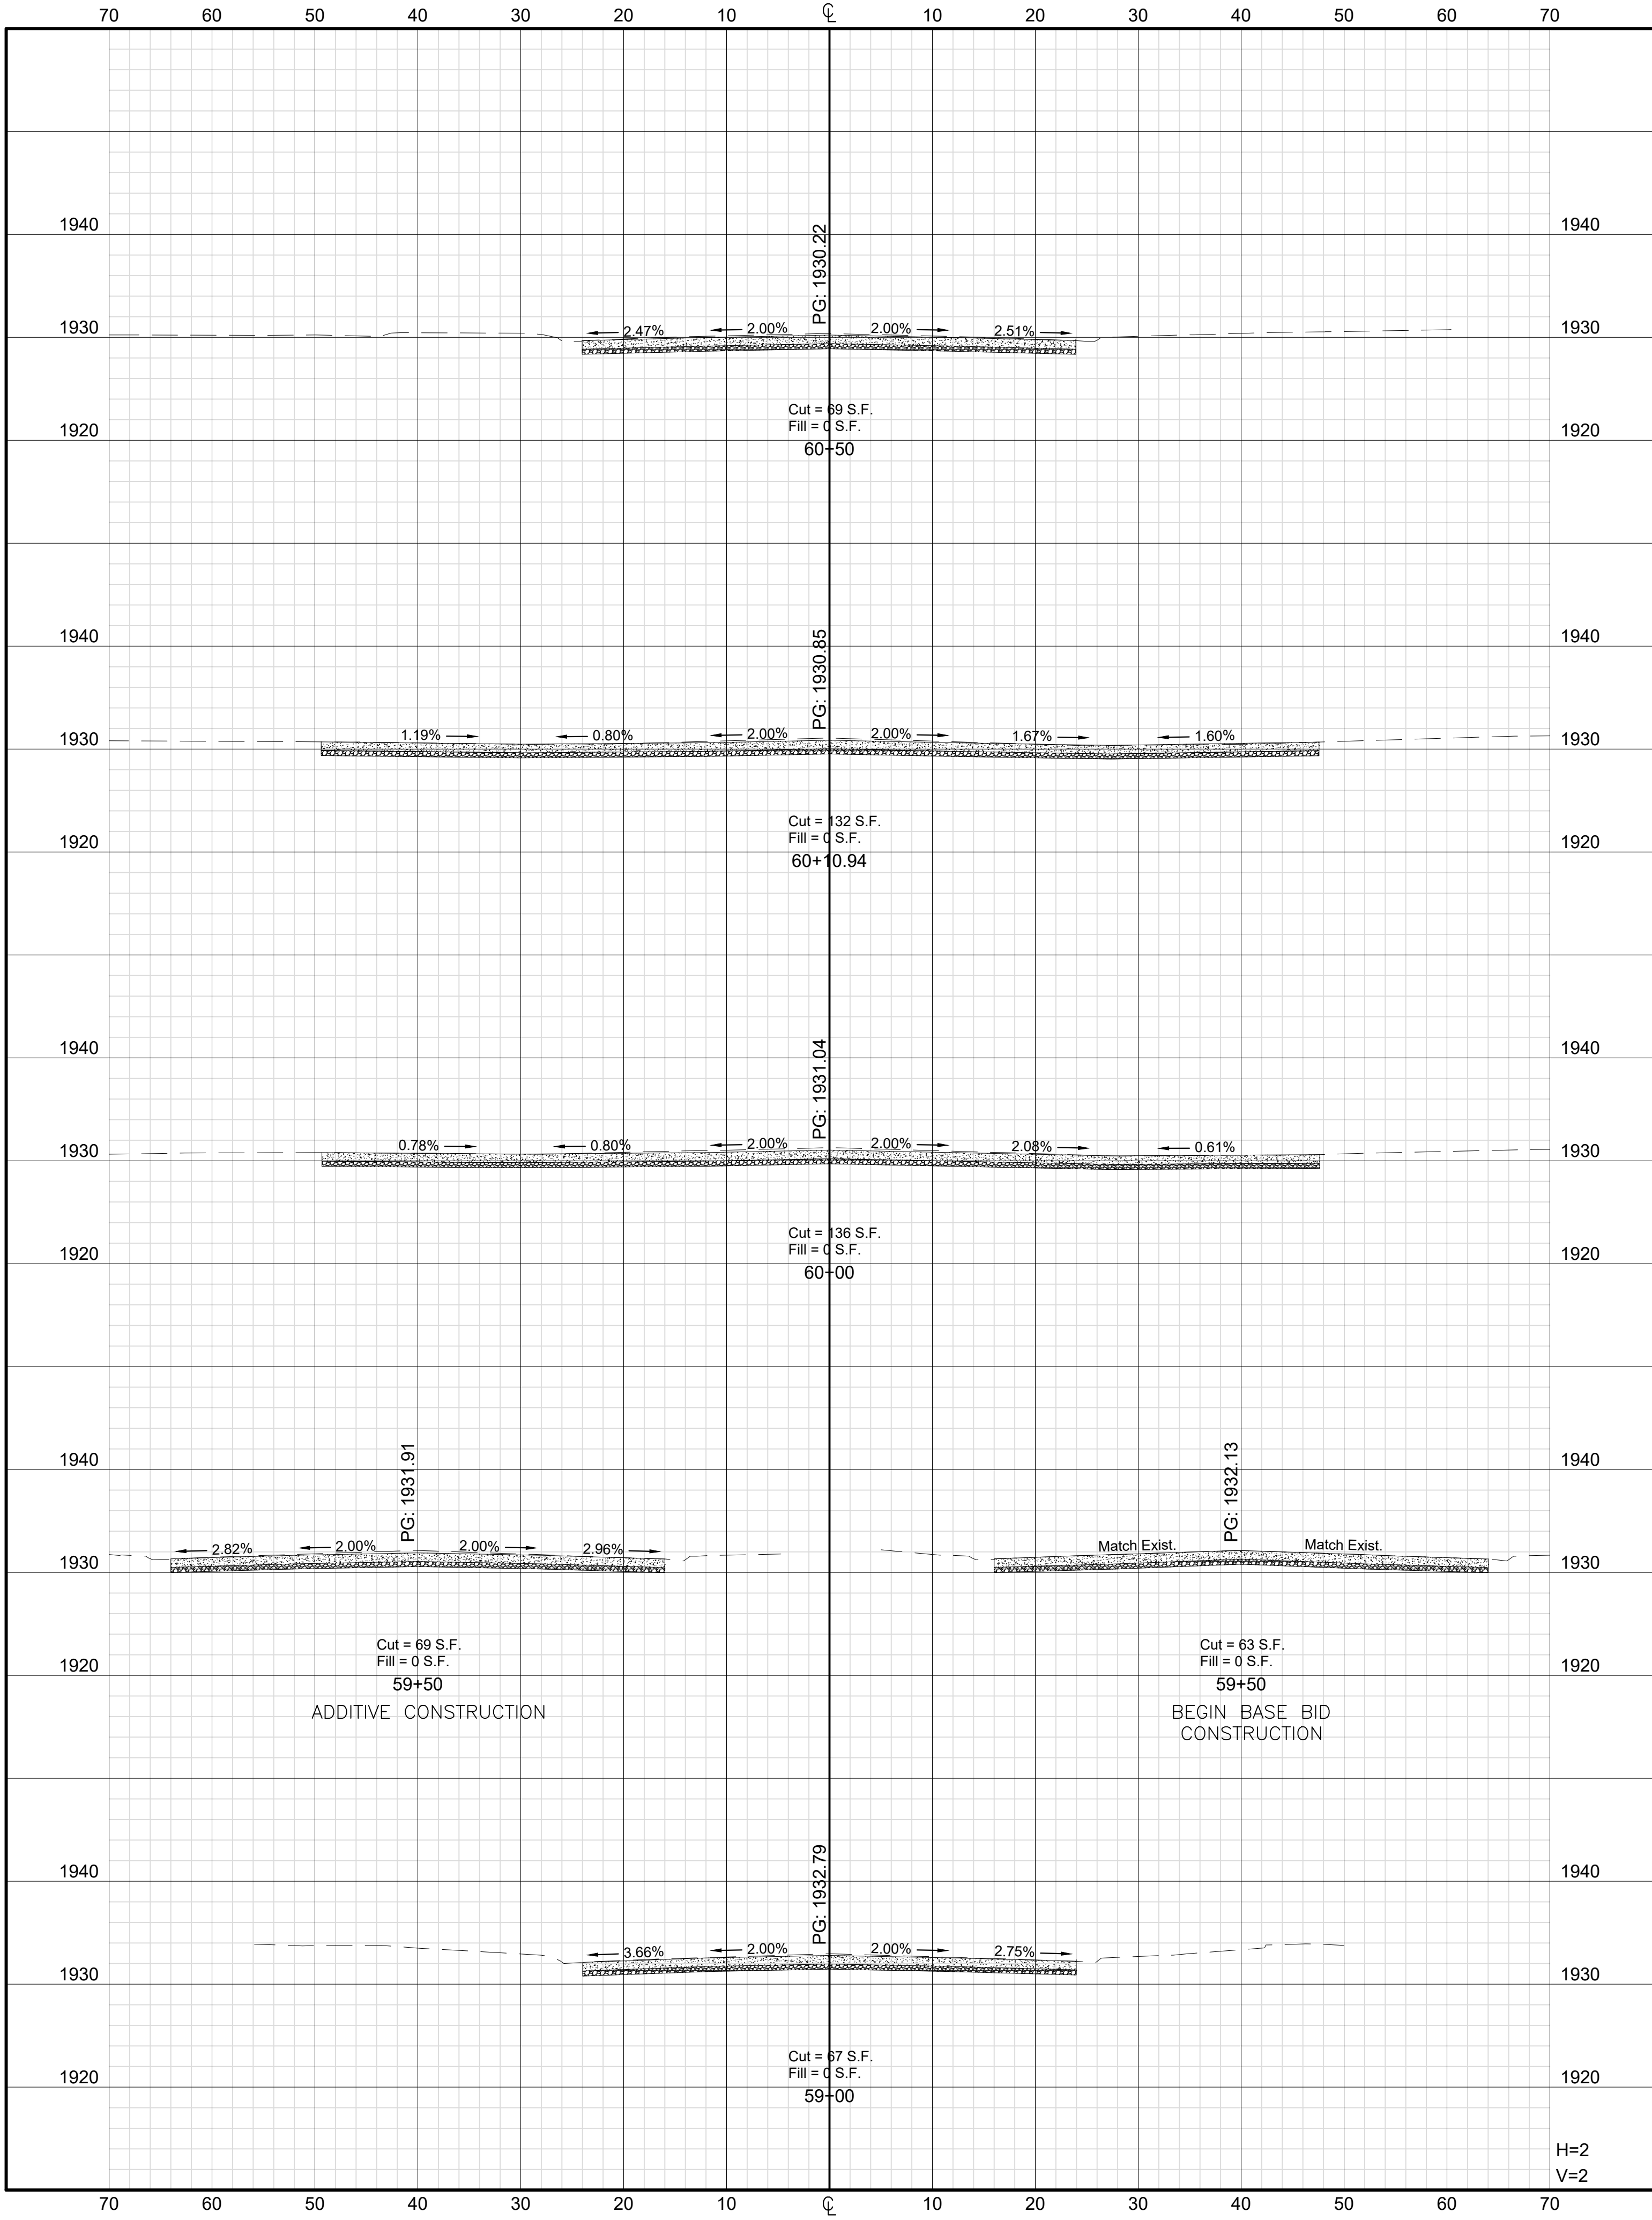 70 60 50 40 30 20 10 ℄ 10 20 30 40 50 60 70
1940 1940
PG: 1930.22
1930 1930
2.47% 2.00% 2.00% 2.51%
Cut = 69 S.F.
Fill = 0 S.F.
1920 1920
60+50
1940 1940
PG: 1930.85
1930 1930
1.19% 0.80% 2.00% 2.00% 1.67% 1.60%
Cut = 132 S.F.
Fill = 0 S.F.
1920 1920
60+10.94
1940 1940
PG: 1931.04
1930 1930
0.78% 0.80% 2.00% 2.00% 2.08% 0.61%
Cut = 136 S.F.
Fill = 0 S.F.
1920 1920
60+00
1940 1940
PG: 1931.91 PG: 1932.13
1930 1930
2.82% 2.00% 2.00% 2.96% Match Exist. Match Exist.
Cut = 69 S.F.
Fill = 0 S.F.
1920 1920
59+50
ADDITIVE CONSTRUCTION
Cut = 63 S.F.
Fill = 0 S.F.
59+50
BEGIN BASE BID
CONSTRUCTION
1940 1940
PG: 1932.79
3.66% 2.00% 2.00% 2.75%
1930 1930
Cut = 67 S.F.
Fill = 0 S.F.
1920 1920
59+00
H=2
V=2
70 60 50 40 30 20 10 ℄ 10 20 30 40 50 60 70